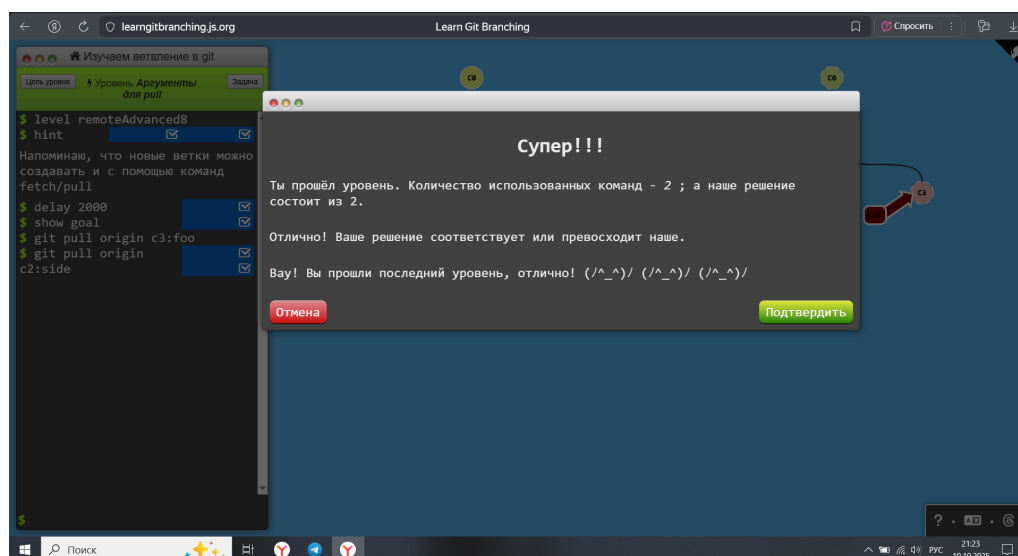 learngitbranching.js.org
Learn Git Branching
Спросить
Изучаем ветвление в git
Цель уровня
Уровень Аргументы для pull
Задача
c0
c0
$ level remoteAdvanced8
$ hint
Напоминаю, что новые ветки можно
создавать и с помощью команд
fetch/pull
$ delay 2000
$ show goal
$ git pull origin c3:foo
$ git pull origin
c2:side
$
Супер!!!
Ты прошёл уровень. Количество использованных команд - 2 ; а наше решение
состоит из 2.
Отлично! Ваше решение соответствует или превосходит наше.
Вау! Вы прошли последний уровень, отлично! (/^_^)/ (/^_^)/ (/^_^)/
Отмена
Подтвердить
c3
?
Поиск
РУС
21:23
19.10.2025